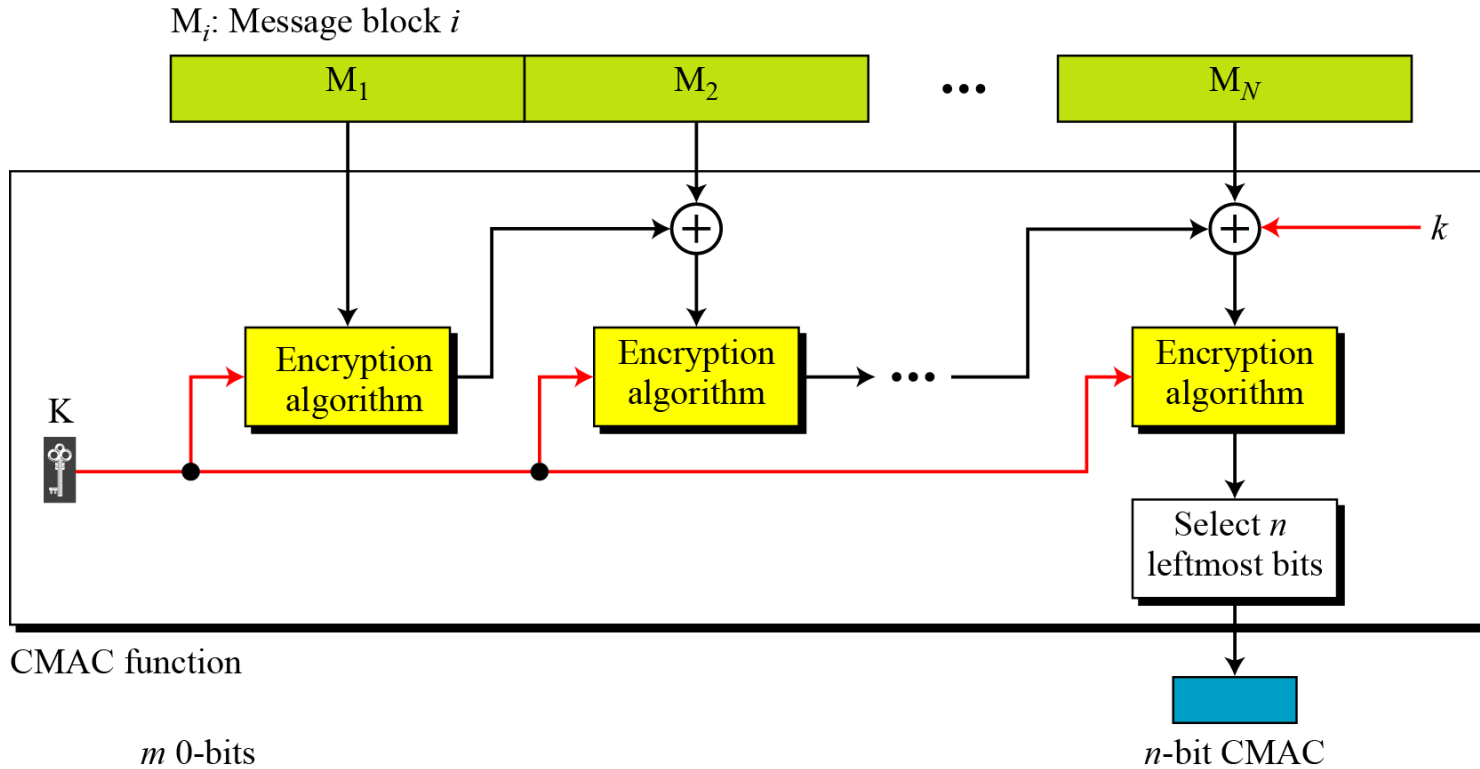 Mᵢ: Message block i
M₁ M₂ ••• M_N
k
Encryption algorithm
Encryption algorithm
•••
Encryption algorithm
K
Select n
leftmost bits
CMAC function
m 0-bits
n-bit CMAC